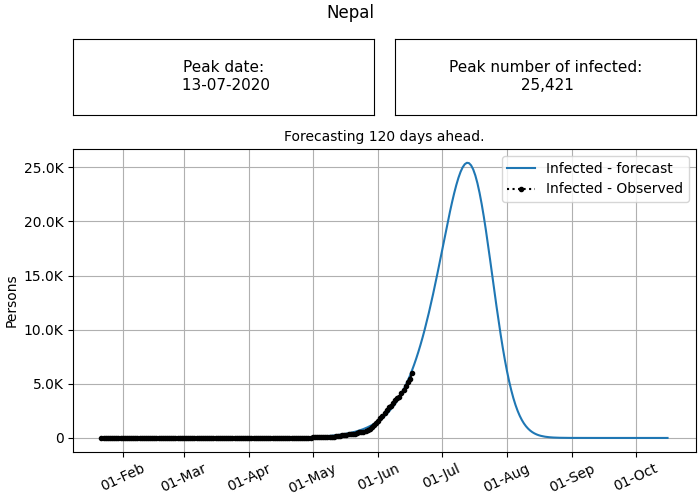 Nepal
Peak date:
13-07-2020
Peak number of infected:
25,421
Forecasting 120 days ahead.
Infected - forecast
Infected - Observed
Persons
25.0K
20.0K
15.0K
10.0K
5.0K
0
01-Feb
01-Mar
01-Apr
01-May
01-Jun
01-Jul
01-Aug
01-Sep
01-Oct